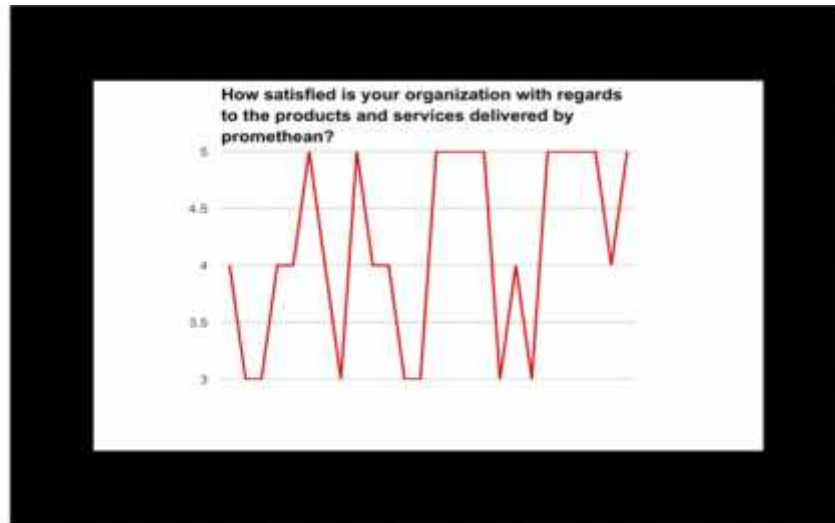 How satisfied is your organization with regards
to the products and services delivered by
promethean?
5
4.5
4
3.5
3